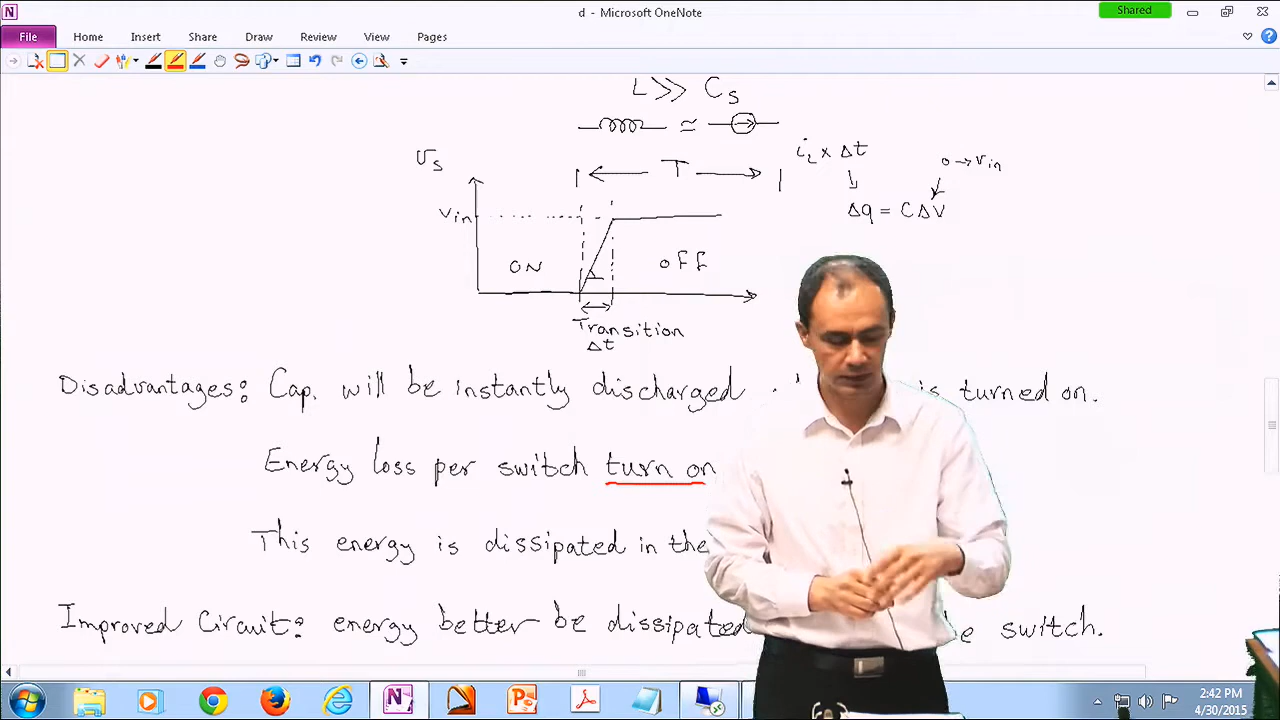 d - Microsoft OneNote
Shared
File Home Insert Share Draw Review View Pages
L >> Cs
≃
Vs
T
iL x Δt
0 → Vin
Vin
Δq = CΔV
ON
OFF
Transition
Δt
Disadvantages: Cap. will be instantly discharged is turned on.
Energy loss per switch turn on
This energy is dissipated in the
Improved Circuit: energy better be dissipated switch.
2:42 PM
4/30/2015